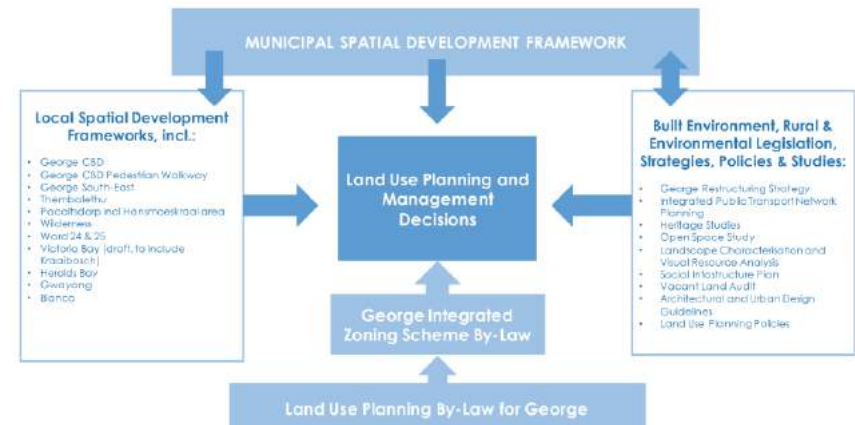 MUNICIPAL SPATIAL DEVELOPMENT FRAMEWORK
Local Spatial Development
Frameworks, incl.:
George CBD
George CBD Pedestrian Walkway
George South-East
Thembalethu
Pacaltsdorp incl Hansmoeskraal area
Wilderness
Ward 24 & 25
Victoria Bay (draft, to include
Kraaibosch)
Herolds Bay
Gwayang
Blanco
Land Use Planning and
Management
Decisions
Built Environment, Rural &
Environmental Legislation,
Strategies, Policies & Studies:
George Restructuring Strategy
Integrated Public Transport Network
Planning
Heritage Studies
Open Space Study
Landscape Characterisation and
Visual Resource Analysis
Social Infrastructure Plan
Vacant Land Audit
Architectural and Urban Design
Guidelines
Land Use Planning Policies
George Integrated
Zoning Scheme By-Law
Land Use Planning By-Law for George